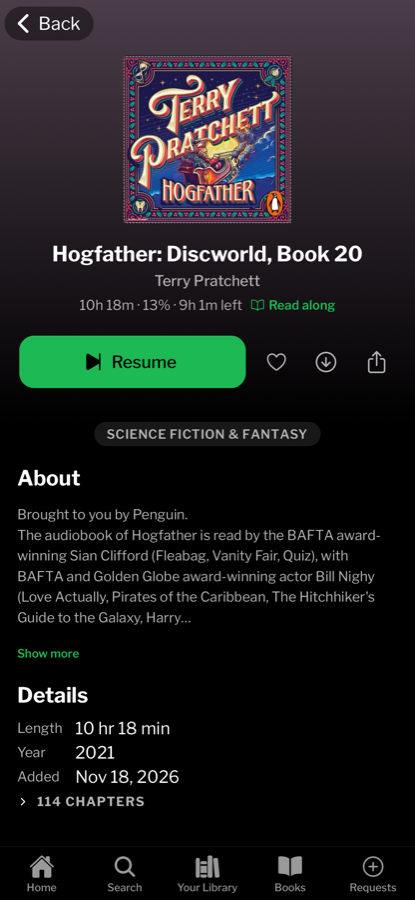 Back
TERRY
PRATCHETT
HOGFATHER
Hogfather: Discworld, Book 20
Terry Pratchett
10h 18m · 13% · 9h 1m left Read along
Resume
SCIENCE FICTION & FANTASY
About
Brought to you by Penguin.
The audiobook of Hogfather is read by the BAFTA award-
winning Sian Clifford (Fleabag, Vanity Fair, Quiz), with
BAFTA and Golden Globe award-winning actor Bill Nighy
(Love Actually, Pirates of the Caribbean, The Hitchhiker's
Guide to the Galaxy, Harry...
Show more
Details
Length 10 hr 18 min
Year 2021
Added Nov 18, 2026
114 CHAPTERS
Home Search Your Library Books Requests